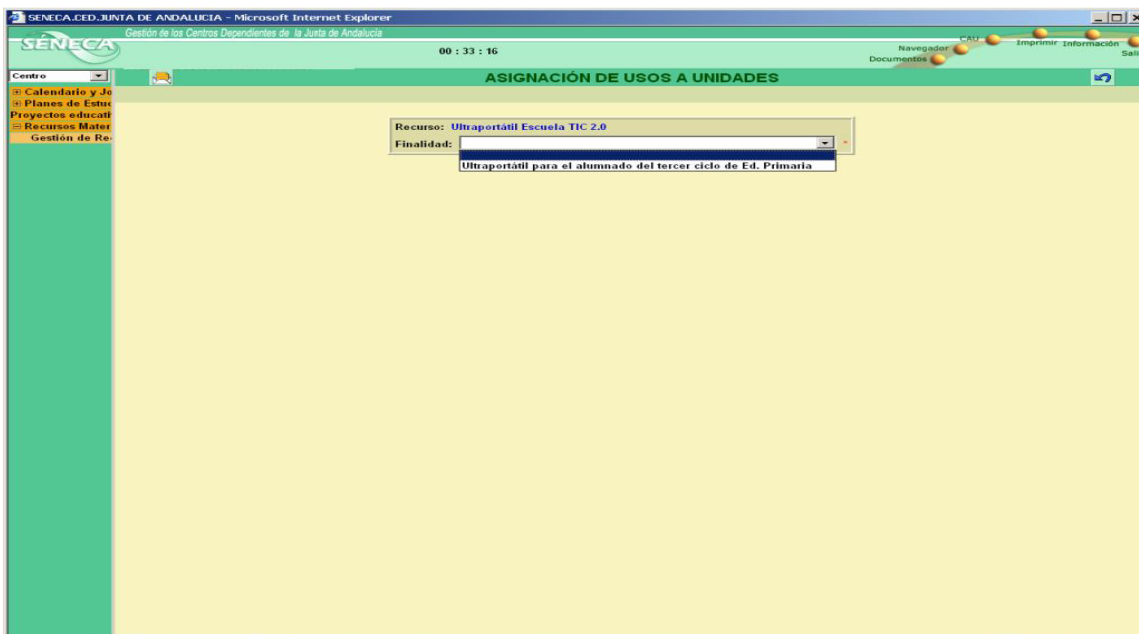 SENECA.CED.JUNTA DE ANDALUCIA - Microsoft Internet Explorer
Gestión de los Centros Dependientes de la Junta de Andalucía
SÉNECA
00 : 33 : 16
CAU
Navegador
Documentos
Imprimir
Información
Sali
Centro
ASIGNACIÓN DE USOS A UNIDADES
Calendario y Jo
Planes de Estud
Proyectos educati
Recursos Mater
Gestión de Re
Recurso: Ultraportátil Escuela TIC 2.0
Finalidad: *
Ultraportátil para el alumnado del tercer ciclo de Ed. Primaria